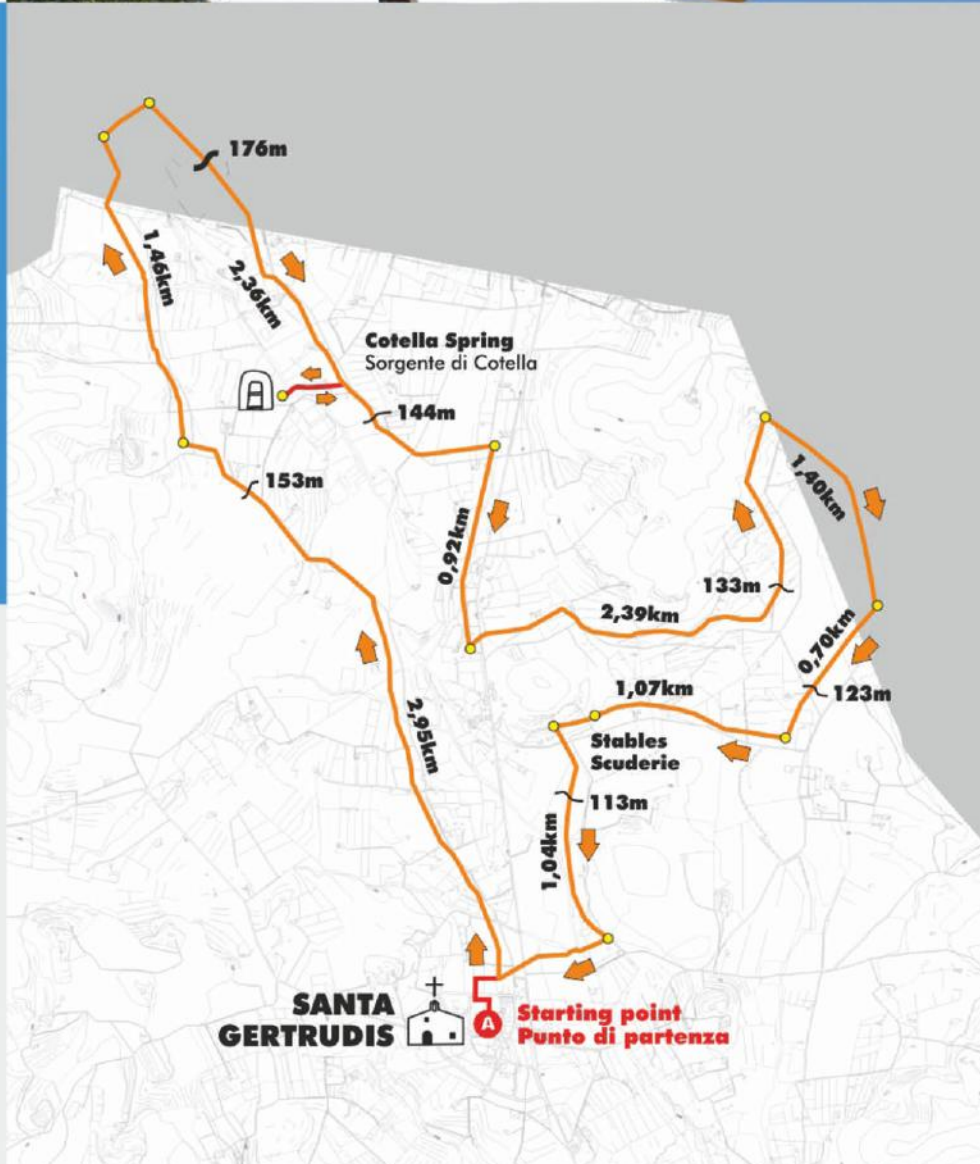 176m
1,46km
2,36km
Cotella Spring
Sorgente di Cotella
144m
153m
1,40km
0,92km
133m
2,39km
0,70km
1,07km
123m
2,95km
Stables
Scuderie
113m
1,04km
SANTA
GERTRUDIS
A
Starting point
Punto di partenza